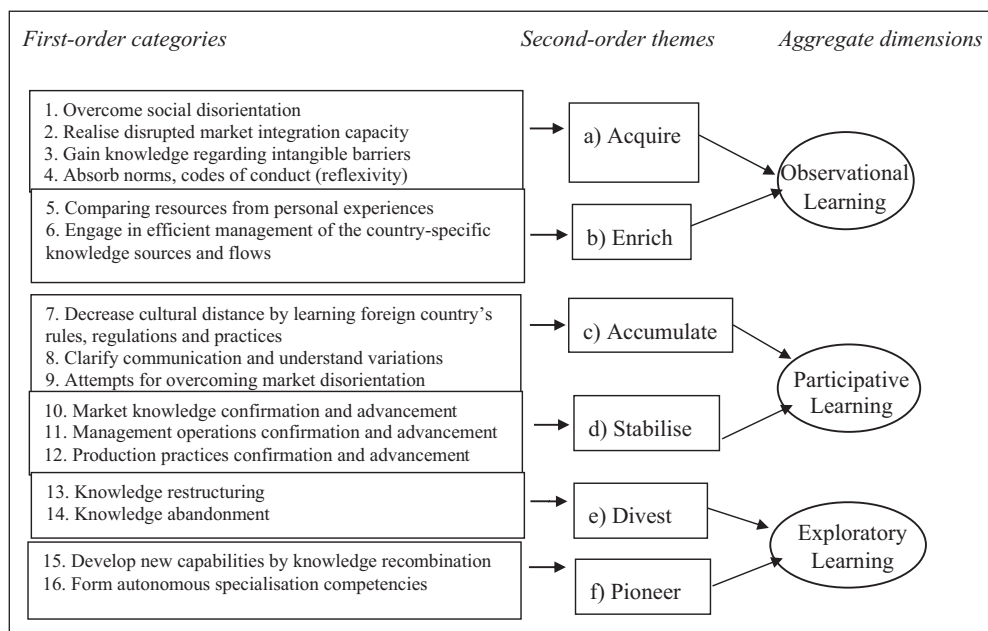 First-order categories
Second-order themes
Aggregate dimensions
1. Overcome social disorientation
2. Realise disrupted market integration capacity
3. Gain knowledge regarding intangible barriers
4. Absorb norms, codes of conduct (reflexivity)
a) Acquire
5. Comparing resources from personal experiences
6. Engage in efficient management of the country-specific
knowledge sources and flows
b) Enrich
Observational
Learning
7. Decrease cultural distance by learning foreign country's
rules, regulations and practices
8. Clarify communication and understand variations
9. Attempts for overcoming market disorientation
c) Accumulate
10. Market knowledge confirmation and advancement
11. Management operations confirmation and advancement
12. Production practices confirmation and advancement
d) Stabilise
Participative
Learning
13. Knowledge restructuring
14. Knowledge abandonment
e) Divest
15. Develop new capabilities by knowledge recombination
16. Form autonomous specialisation competencies
f) Pioneer
Exploratory
Learning